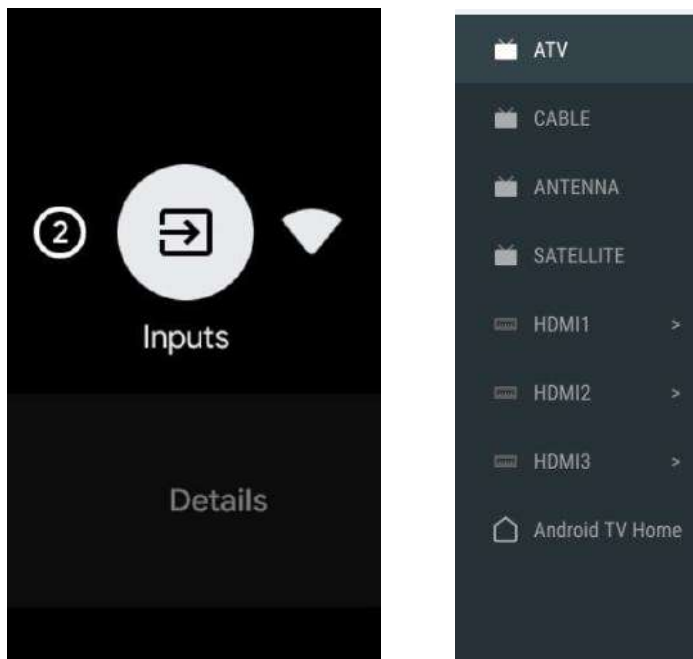 2
Inputs
Details
ATV
CABLE
ANTENNA
SATELLITE
HDMI1 >
HDMI2 >
HDMI3 >
Android TV Home